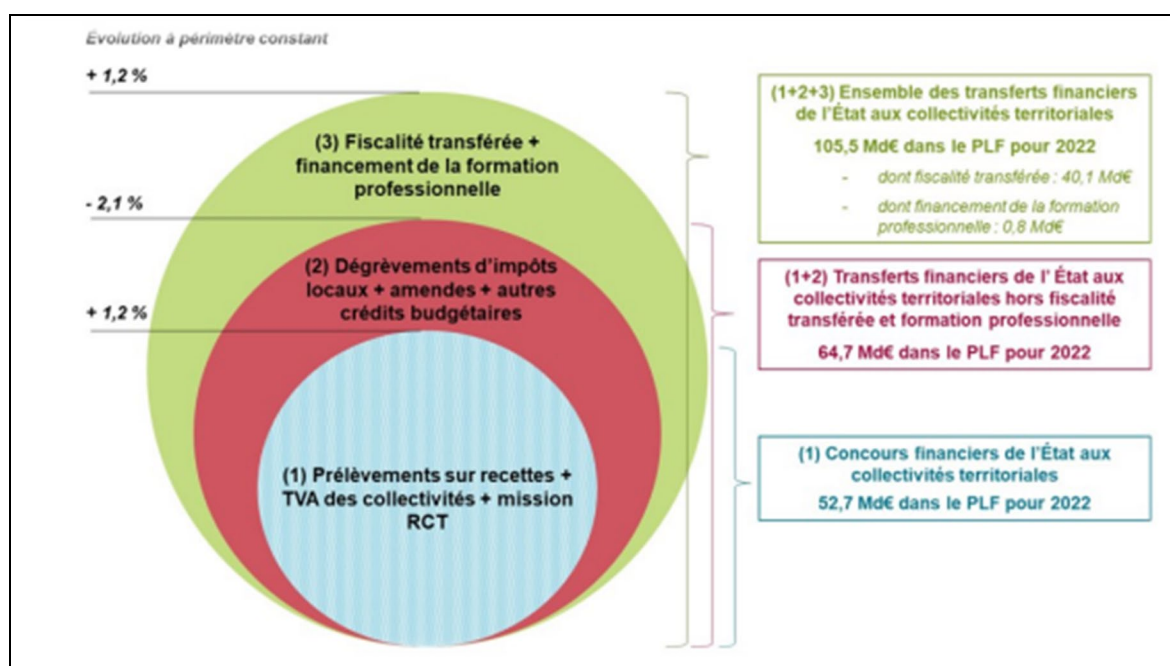 Évolution à périmètre constant
+ 1,2 %
- 2,1 %
+ 1,2%
(3) Fiscalité transférée +
financement de la formation
professionnelle
(2) Dégrèvements d'impôts
locaux + amendes + autres
crédits budgétaires
(1) Prélèvements sur recettes +
TVA des collectivités + mission
RCT
(1+2+3) Ensemble des transferts financiers
de l'État aux collectivités territoriales
105,5 Md€ dans le PLF pour 2022
- dont fiscalité transférée : 40,1 Md€
- dont financement de la formation
professionnelle : 0,8 Md€
(1+2) Transferts financiers de l' État aux
collectivités territoriales hors fiscalité
transférée et formation professionnelle
64,7 Md€ dans le PLF pour 2022
(1) Concours financiers de l'État aux
collectivités territoriales
52,7 Md€ dans le PLF pour 2022